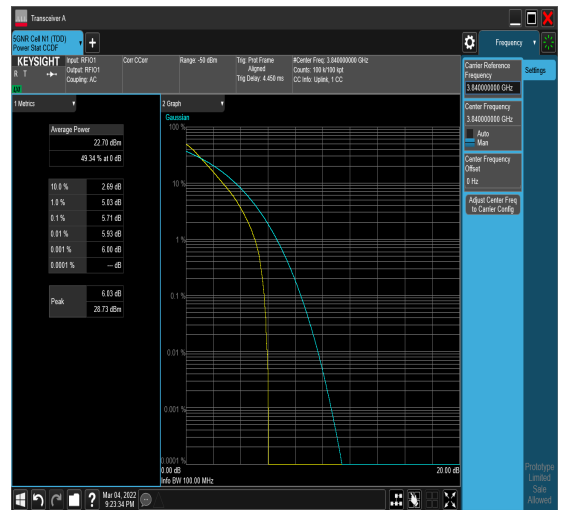 Transceiver A
5GNR Cell N1 (TDD)
Power Stat CCDF
Frequency
KEYSIGHT
R T
LXI
Input: RFIO1
Output: RFIO1
Coupling: AC
Corr CCorr
Range: -50 dBm
Trig: Prot Frame
Aligned
Trig Delay: 4.450 ms
#Center Freq: 3.840000000 GHz
Counts: 100 k/100 kpt
CC Info: Uplink, 1 CC
Carrier Reference
Frequency
3.840000000 GHz
Settings
Center Frequency
3.840000000 GHz
Auto
Man
Center Frequency
Offset
0 Hz
Adjust Center Freq
to Carrier Config
1 Metrics
Average Power
22.70 dBm
49.34 % at 0 dB
10.0 % 2.69 dB
1.0 % 5.03 dB
0.1 % 5.71 dB
0.01 % 5.93 dB
0.001 % 6.00 dB
0.0001 % --- dB
Peak
6.03 dB
28.73 dBm
2 Graph
Gaussian
100 %
10 %
1 %
0.1 %
0.01 %
0.001 %
0.0001 %
0.00 dB
20.00 dB
Info BW 100.00 MHz
Mar 04, 2022
9:23:34 PM
Prototype
Limited
Sale
Allowed